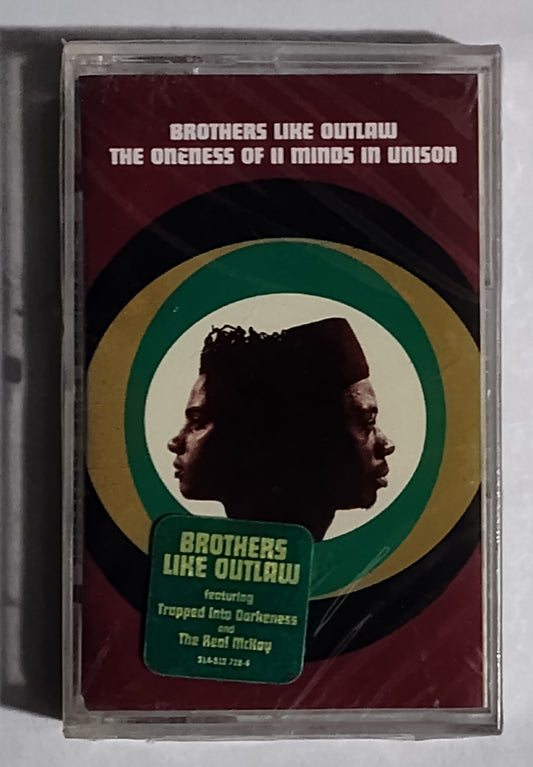 BROTHERS LIKE OUTLAW
THE ONENESS OF II MINDS IN UNISON
BROTHERS
LIKE OUTLAW
featuring
Trapped Into Darkeness
and
The Real McKoy